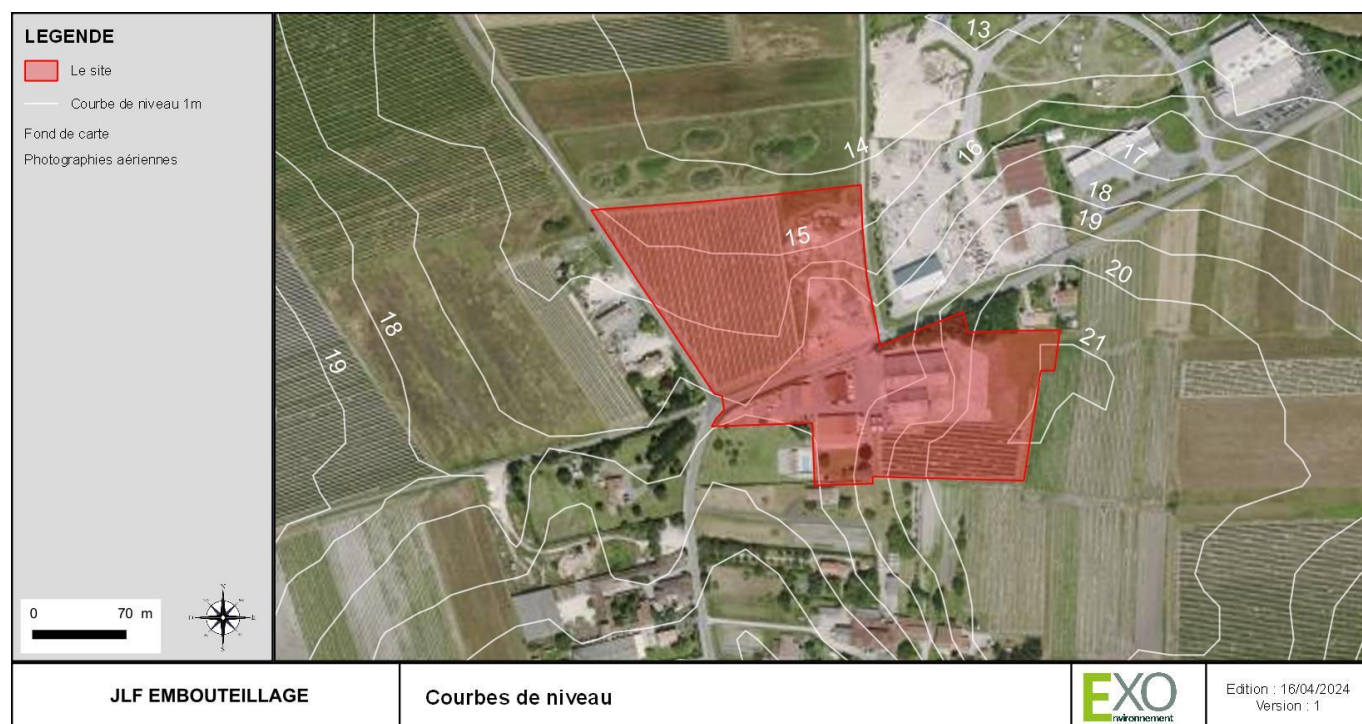 LEGENDE
Le site
Courbe de niveau 1m
Fond de carte
Photographies aériennes
0 70 m
N
E
S
13
14
16
17
18
19
15
20
21
18
19
JLF EMBOUTEILLAGE
Courbes de niveau
EXO
nvironnement
Edition : 16/04/2024
Version : 1